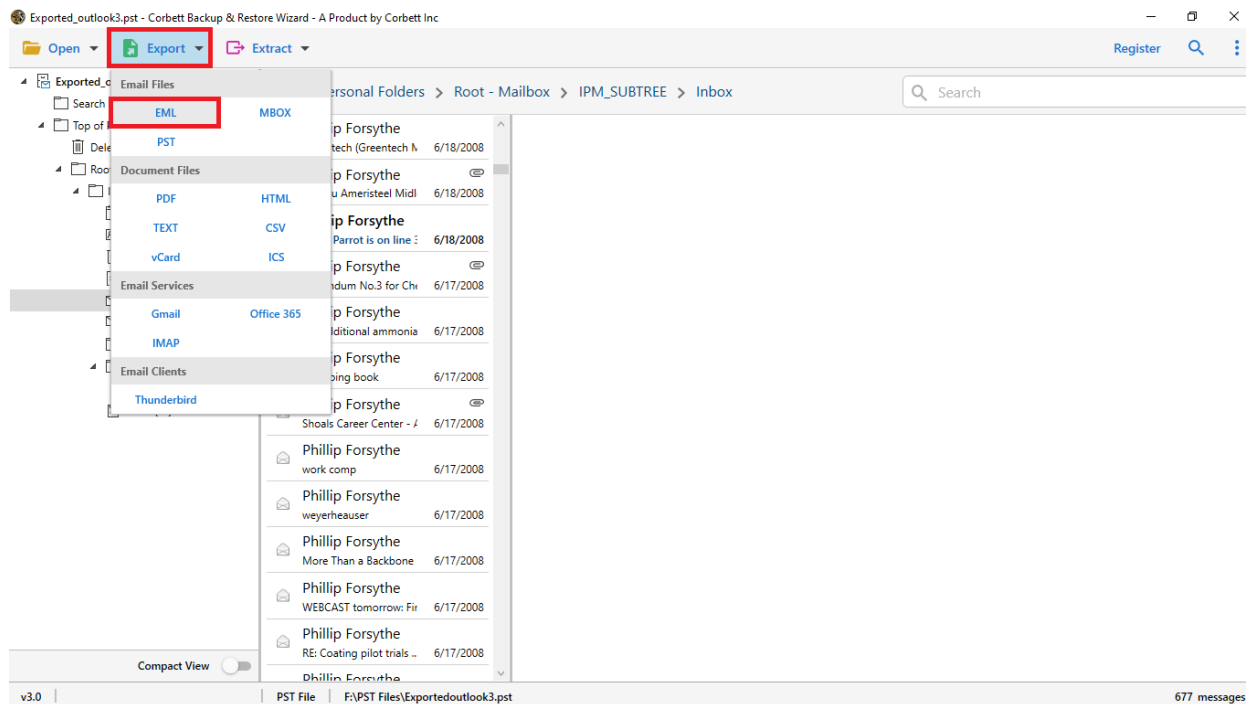 Exported_outlook3.pst - Corbett Backup & Restore Wizard - A Product by Corbett Inc
Open Export Extract Register
Exported_o
Search
Top of
Dele
Roo
Email Files
EML MBOX
PST
Document Files
PDF HTML
TEXT CSV
vCard ICS
Email Services
Gmail Office 365
IMAP
Email Clients
Thunderbird
ersonal Folders > Root - Mailbox > IPM_SUBTREE > Inbox
Search
ip Forsythe
tech (Greentech 6/18/2008
ip Forsythe
u Ameristeel Midl 6/18/2008
ip Forsythe
Parrot is on line 6/18/2008
ip Forsythe
ndum No.3 for Che 6/17/2008
ip Forsythe
ditional ammonia 6/17/2008
ip Forsythe
ping book 6/17/2008
ip Forsythe
Shoals Career Center - 6/17/2008
Phillip Forsythe
work comp 6/17/2008
Phillip Forsythe
weyerheauser 6/17/2008
Phillip Forsythe
More Than a Backbone 6/17/2008
Phillip Forsythe
WEBCAST tomorrow: Fir 6/17/2008
Phillip Forsythe
RE: Coating pilot trials .. 6/17/2008
Phillip Forsythe
Compact View
v3.0 PST File F:\PST Files\Exportedoutlook3.pst 677 messages